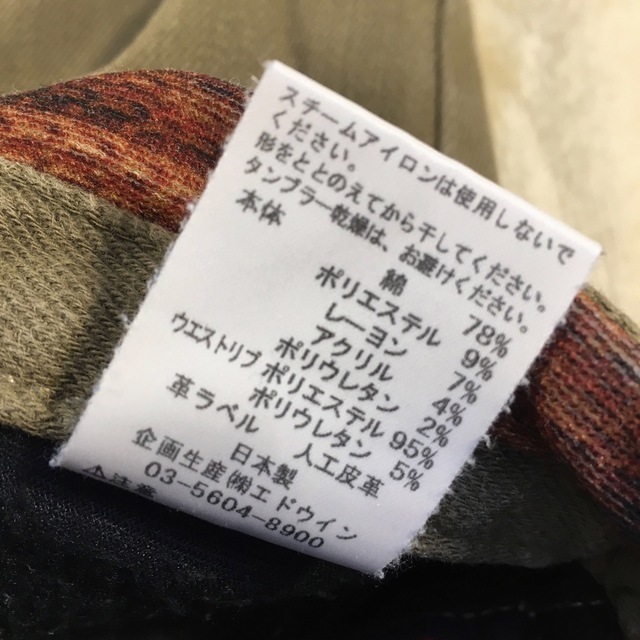 スチームアイロンは使用しないで
ください。
形をととのえてから干してください。
タンブラー乾燥は、お避けください。
本体
綿 78%
ポリエステル 9%
レーヨン 7%
アクリル 4%
ポリウレタン 2%
ウエストリブ ポリエステル 95%
ポリウレタン 5%
革ラベル 人工皮革
日本製
企画生産㈱エドウイン
03-5604-8900